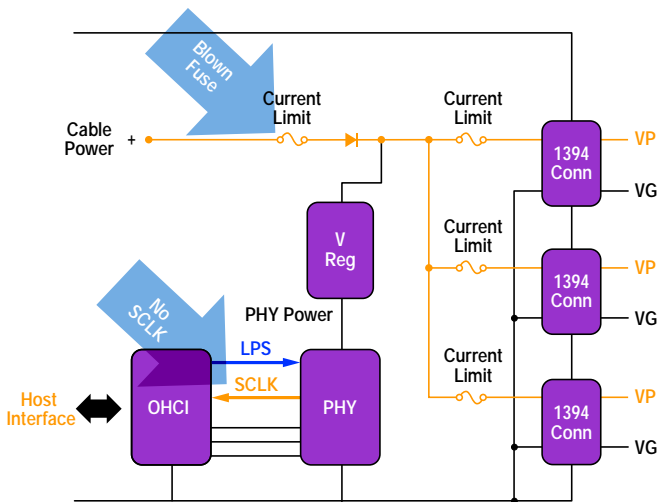 Blown
Fuse
Current
Limit
Current
Limit
Cable
Power
+
1394
Conn
VP
VG
V
Reg
Current
Limit
1394
Conn
VP
VG
No
SCLK
PHY Power
Current
Limit
LPS
SCLK
Host
Interface
OHCI
PHY
1394
Conn
VP
VG